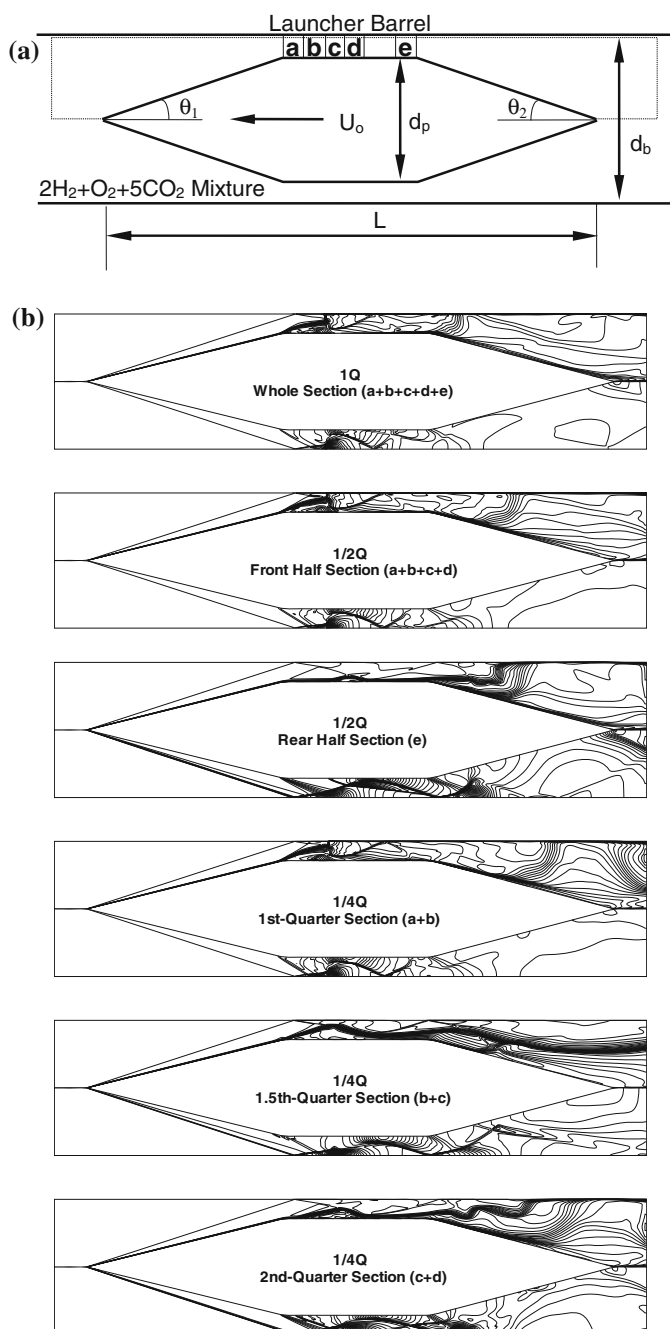 Launcher Barrel
(a)
a b c d e
θ1 θ2
Uo dp db
2H2+O2+5CO2 Mixture
L
(b)
1Q
Whole Section (a+b+c+d+e)
1/2Q
Front Half Section (a+b+c+d)
1/2Q
Rear Half Section (e)
1/4Q
1st-Quarter Section (a+b)
1/4Q
1.5th-Quarter Section (b+c)
1/4Q
2nd-Quarter Section (c+d)